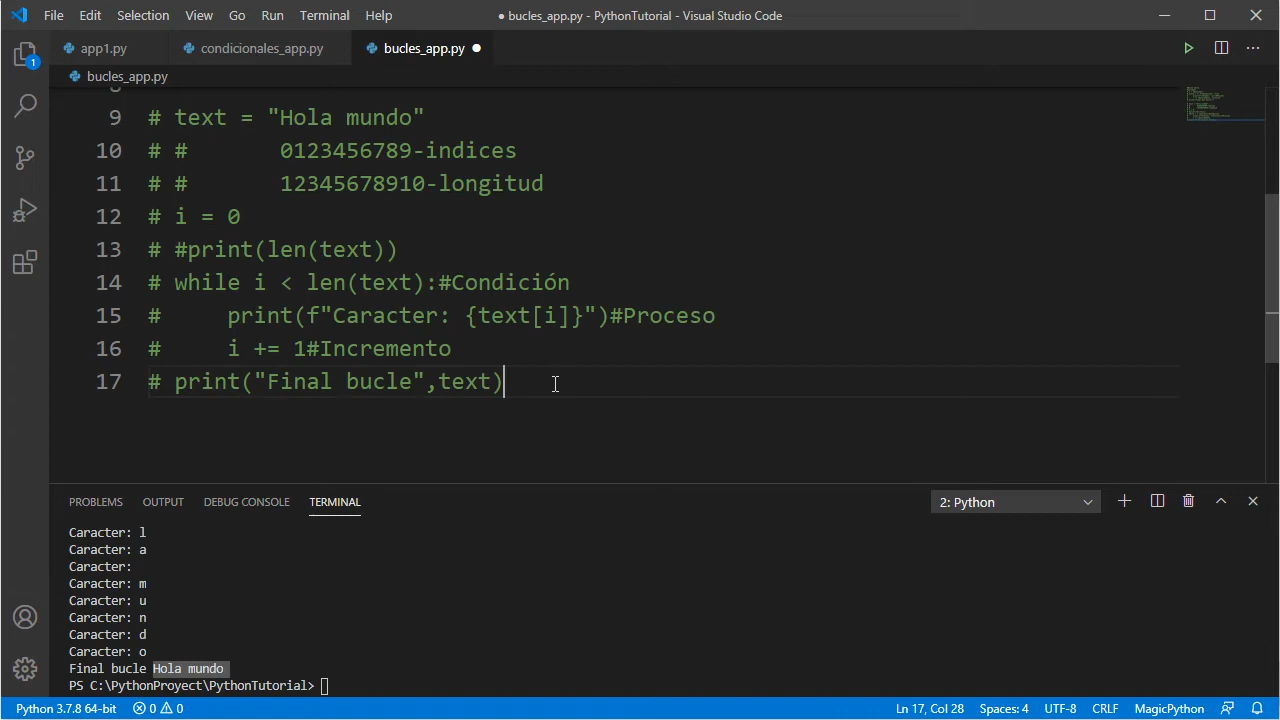 File Edit Selection View Go Run Terminal Help ● bucles_app.py - PythonTutorial - Visual Studio Code
app1.py condicionales_app.py bucles_app.py ●
bucles_app.py
1
9 # text = "Hola mundo"
10 # #       0123456789-indices
11 # #       12345678910-longitud
12 # i = 0
13 # #print(len(text))
14 # while i < len(text):#Condición
15 #     print(f"Caracter: {text[i]}")#Proceso
16 #     i += 1#Incremento
17 # print("Final bucle",text)
PROBLEMS OUTPUT DEBUG CONSOLE TERMINAL 2: Python
Caracter: l
Caracter: a
Caracter:
Caracter: m
Caracter: u
Caracter: n
Caracter: d
Caracter: o
Final bucle Hola mundo
PS C:\PythonProyect\PythonTutorial>
Python 3.7.8 64-bit 0 0 Ln 17, Col 28 Spaces: 4 UTF-8 CRLF MagicPython